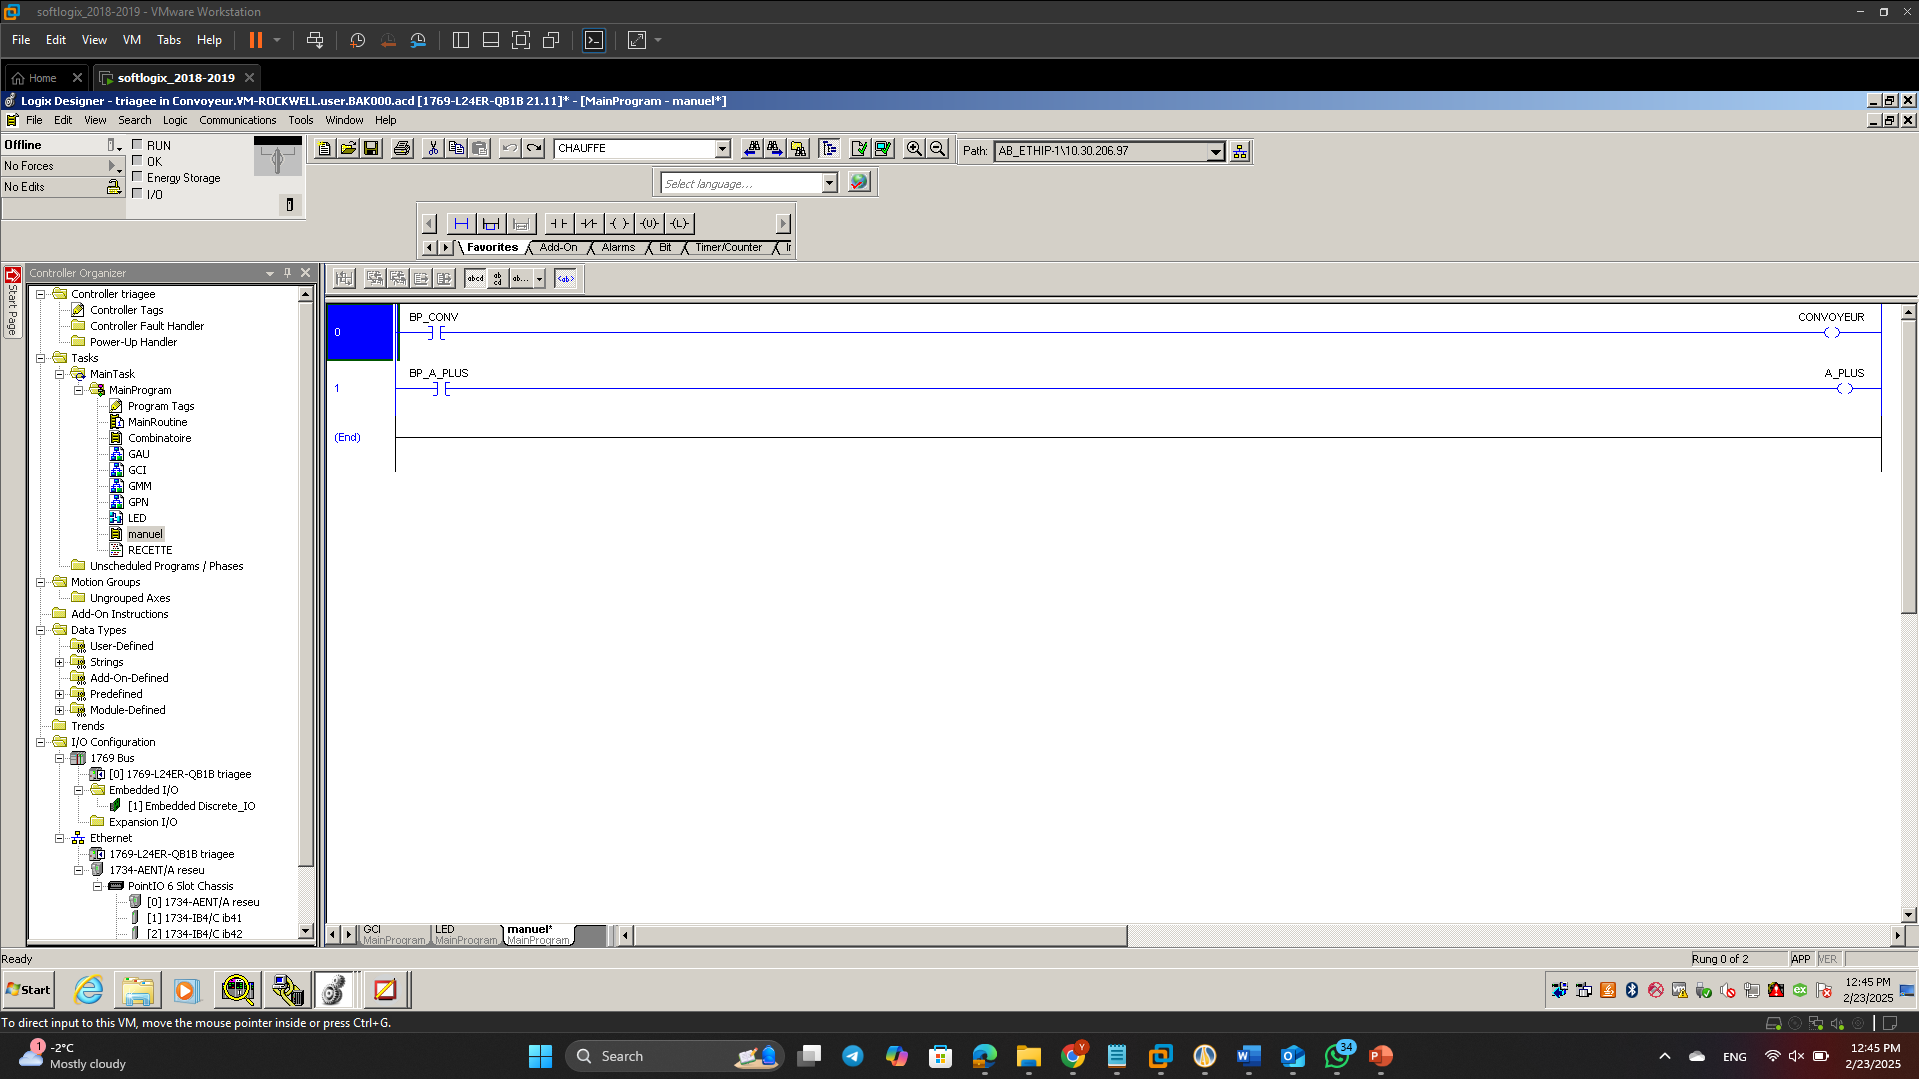 softlogix_2018-2019 - VMware Workstation
File Edit View VM Tabs Help
Home
softlogix_2018-2019
Logix Designer - triagee in Convoyeur.VM-ROCKWELL.user.BAK000.acd [1769-L24ER-QB1B 21.11]* - [MainProgram - manuel*]
File Edit View Search Logic Communications Tools Window Help
Offline
No Forces
No Edits
RUN
OK
Energy Storage
I/O
CHAUFFE
Path: AB_ETHIP-1\10.30.206.97
Select language...
Favorites Add-On Alarms Bit Timer/Counter
Start Page
Controller Organizer
Controller triagee
Controller Tags
Controller Fault Handler
Power-Up Handler
Tasks
MainTask
MainProgram
Program Tags
MainRoutine
Combinatoire
GAU
GCI
GMM
GPN
LED
manuel
RECETTE
Unscheduled Programs / Phases
Motion Groups
Ungrouped Axes
Add-On Instructions
Data Types
User-Defined
Strings
Add-On-Defined
Predefined
Module-Defined
Trends
I/O Configuration
1769 Bus
[0] 1769-L24ER-QB1B triagee
Embedded I/O
[1] Embedded Discrete_IO
Expansion I/O
Ethernet
1769-L24ER-QB1B triagee
1734-AENT/A reseu
PointIO 6 Slot Chassis
[0] 1734-AENT/A reseu
[1] 1734-IB4/C ib41
[2] 1734-IB4/C ib42
BP_CONV CONVOYEUR
0
BP_A_PLUS A_PLUS
1
(End)
GCI LED manuel*
MainProgram MainProgram MainProgram
Ready
Rung 0 of 2 APP VER
Start
12:45 PM
2/23/2025
To direct input to this VM, move the mouse pointer inside or press Ctrl+G.
1
-2°C
Mostly cloudy
Search
34
ENG
12:45 PM
2/23/2025